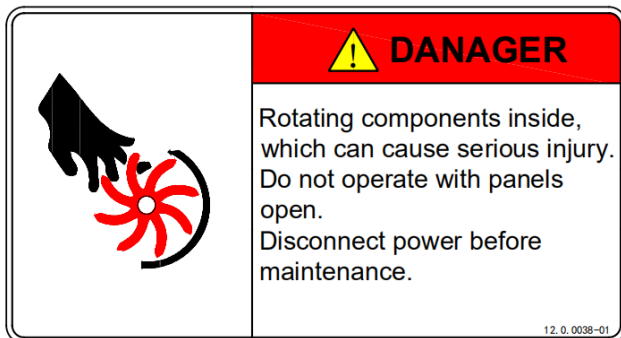 DANAGER
Rotating components inside,
which can cause serious injury.
Do not operate with panels
open.
Disconnect power before
maintenance.
12.0.0038-01